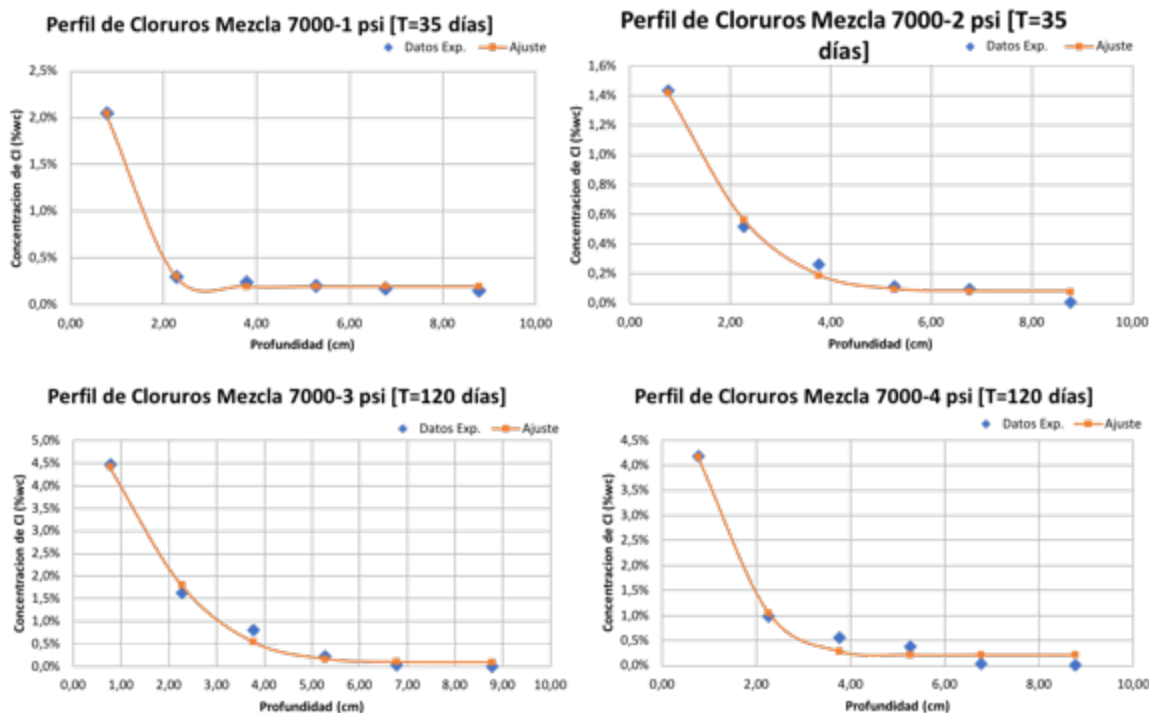 Perfil de Cloruros Mezcla 7000-1 psi [T=35 días]
Datos Exp. Ajuste
Concentracion de Cl (%wc)
2,5%
2,0%
1,5%
1,0%
0,5%
0,0%
0,00 2,00 4,00 6,00 8,00 10,00
Profundidad (cm)
Perfil de Cloruros Mezcla 7000-2 psi [T=35
días]
Datos Exp. Ajuste
Concentracion de Cl (%wc)
1,6%
1,4%
1,2%
1,0%
0,8%
0,6%
0,4%
0,2%
0,0%
0,00 2,00 4,00 6,00 8,00 10,00
Profundidad (cm)
Perfil de Cloruros Mezcla 7000-3 psi [T=120 días]
Datos Exp. Ajuste
Concentracion de Cl (%wc)
5,0%
4,5%
4,0%
3,5%
3,0%
2,5%
2,0%
1,5%
1,0%
0,5%
0,0%
0,00 1,00 2,00 3,00 4,00 5,00 6,00 7,00 8,00 9,00 10,00
Profundidad (cm)
Perfil de Cloruros Mezcla 7000-4 psi [T=120 días]
Datos Exp. Ajuste
Concentracion de Cl (%wc)
4,5%
4,0%
3,5%
3,0%
2,5%
2,0%
1,5%
1,0%
0,5%
0,0%
0,00 2,00 4,00 6,00 8,00 10,00
Profundidad (cm)